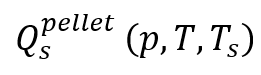 Q_s^{pellet} (p, T, T_s)